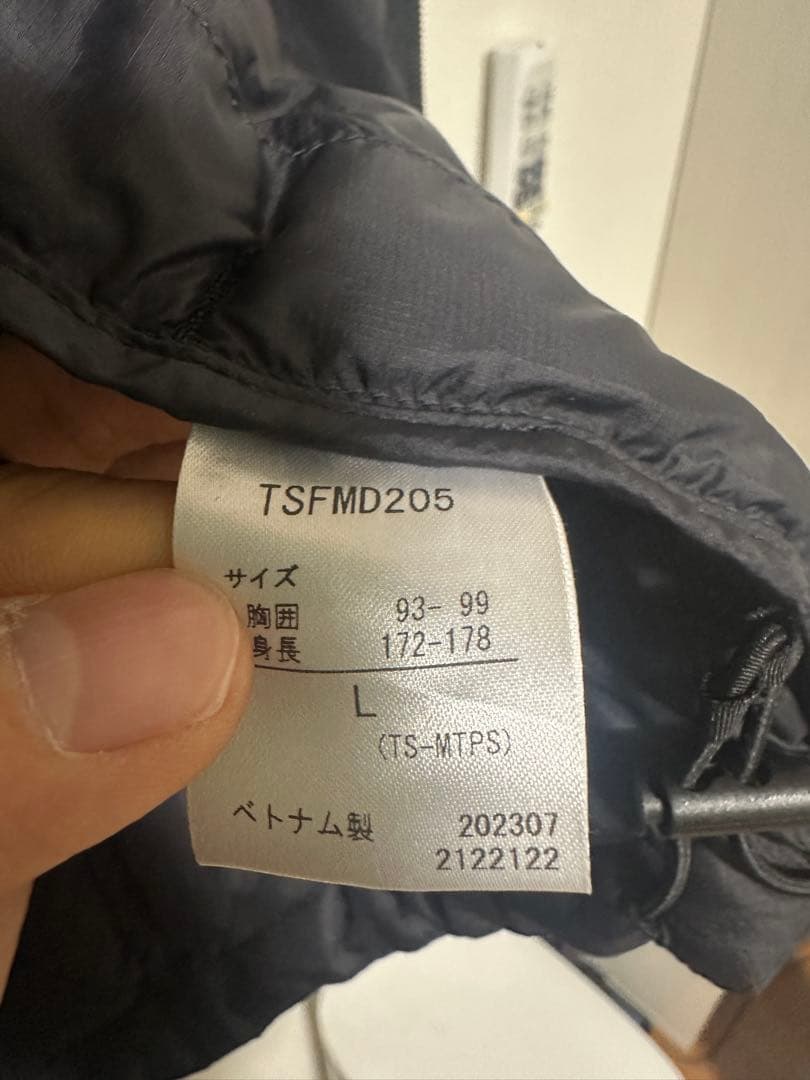 TSFMD205
サイズ
胸囲 93- 99
身長 172-178
L
(TS-MTPS)
ベトナム製 202307
2122122